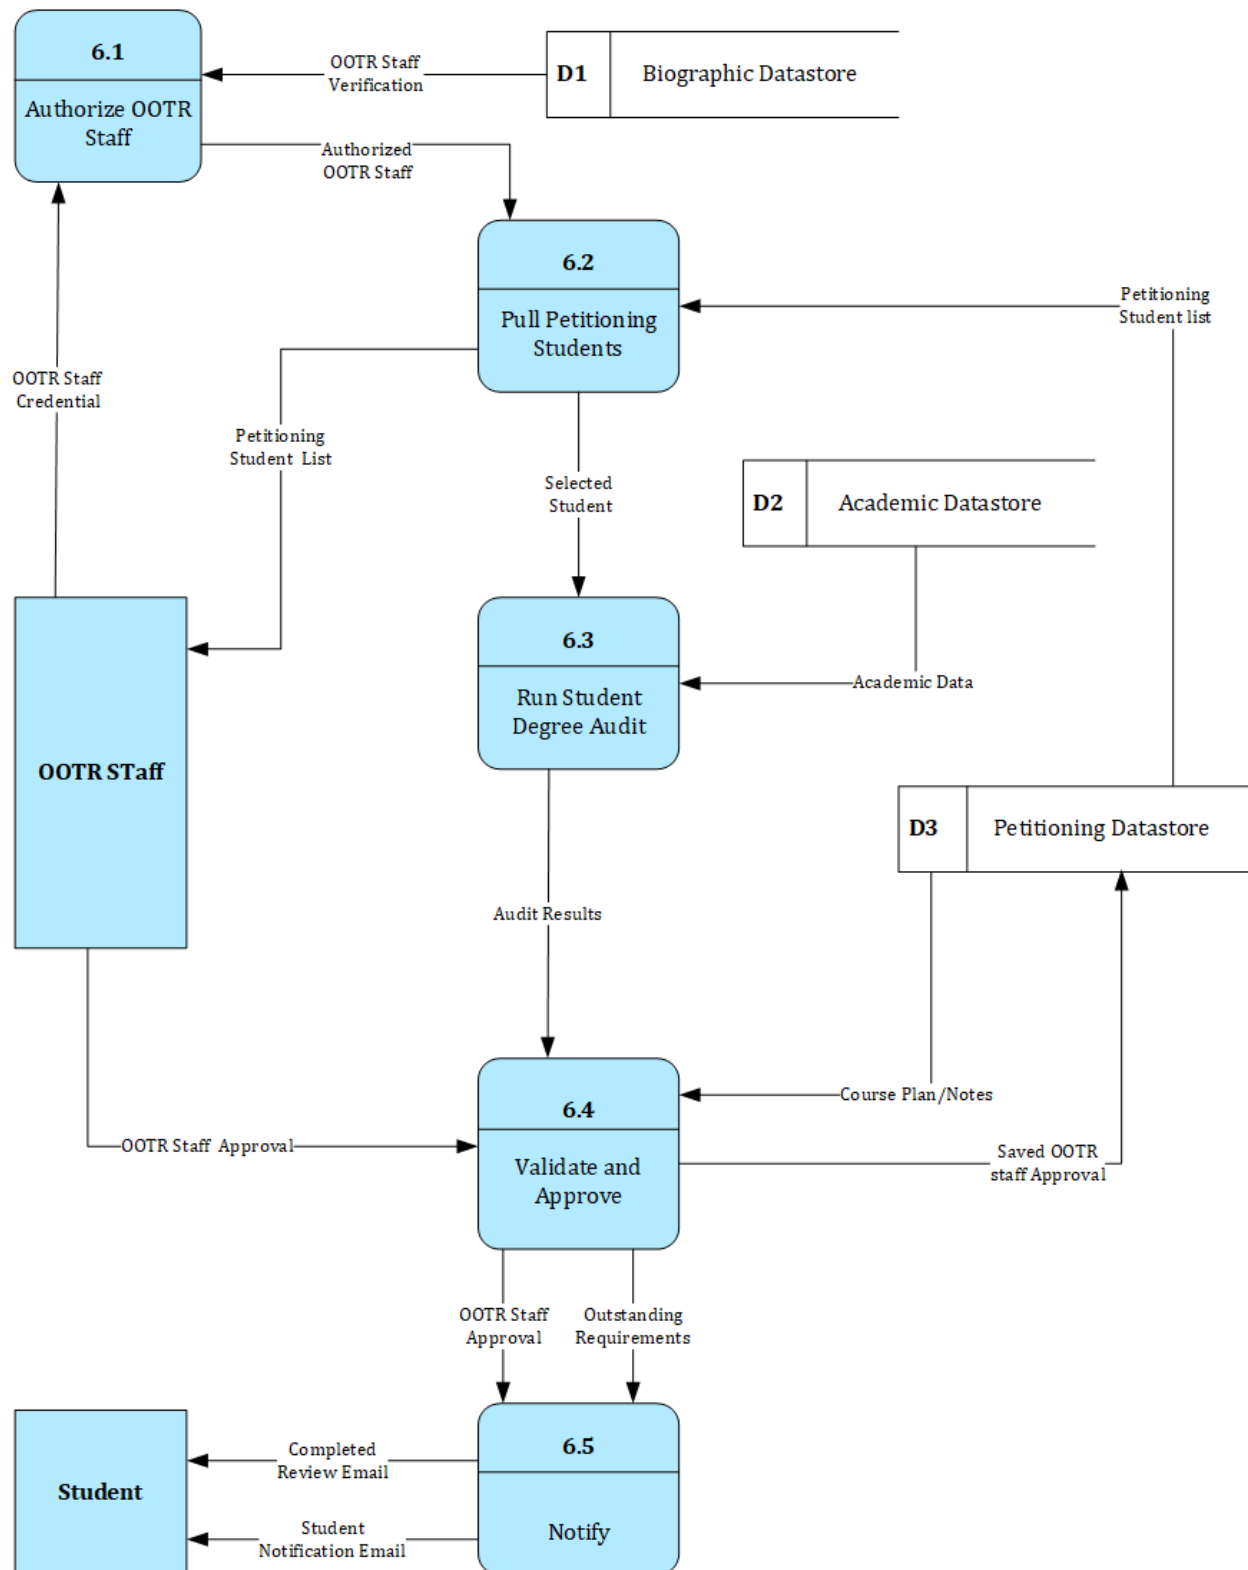 6.1
Authorize OOTR
Staff
OOTR Staff
Verification
D1
Biographic Datastore
Authorized
OOTR Staff
6.2
Pull Petitioning
Students
Petitioning
Student list
OOTR Staff
Credential
Petitioning
Student  List
Selected
Student
D2
Academic Datastore
6.3
Run Student
Degree Audit
Academic Data
OOTR STaff
D3
Petitioning Datastore
Audit Results
6.4
Validate and
Approve
Course Plan/Notes
OOTR Staff  Approval
Saved OOTR
staff Approval
OOTR Staff
Approval
Outstanding
Requirements
6.5
Notify
Completed
Review Email
Student
Student
Notification Email